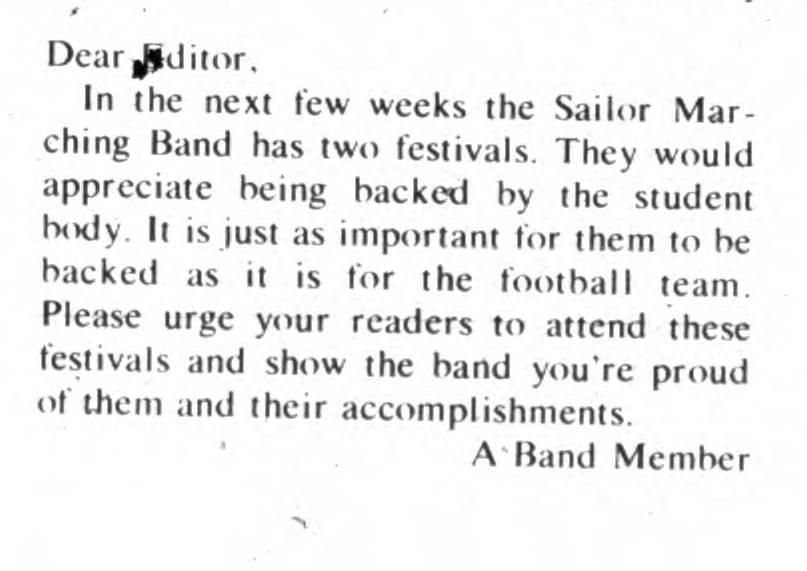 Dear Editor,
In the next few weeks the Sailor Mar-
ching Band has two festivals. They would
appreciate being backed by the student
body. It is just as important for them to be
backed as it is for the football team.
Please urge your readers to attend these
festivals and show the band you're proud
of them and their accomplishments.
A Band Member